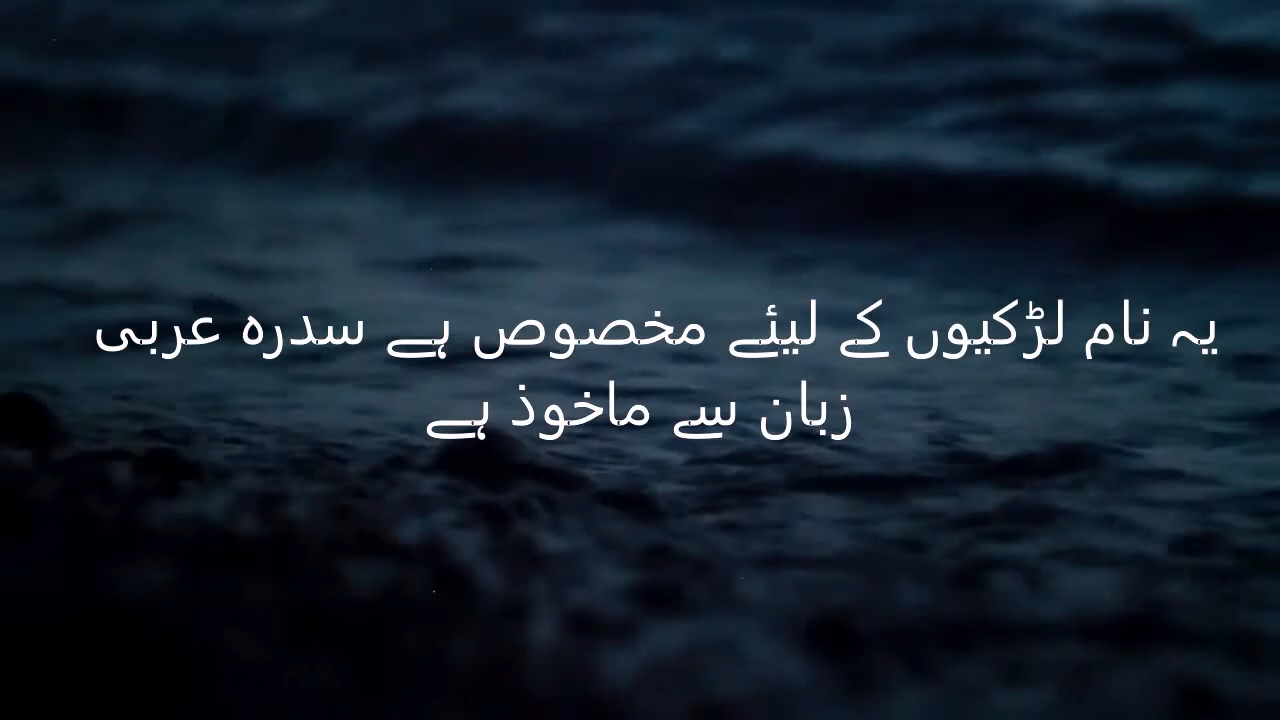 یہ نام لڑکیوں کے لیئے مخصوص ہے سدرہ عربی
زبان سے ماخوذ ہے